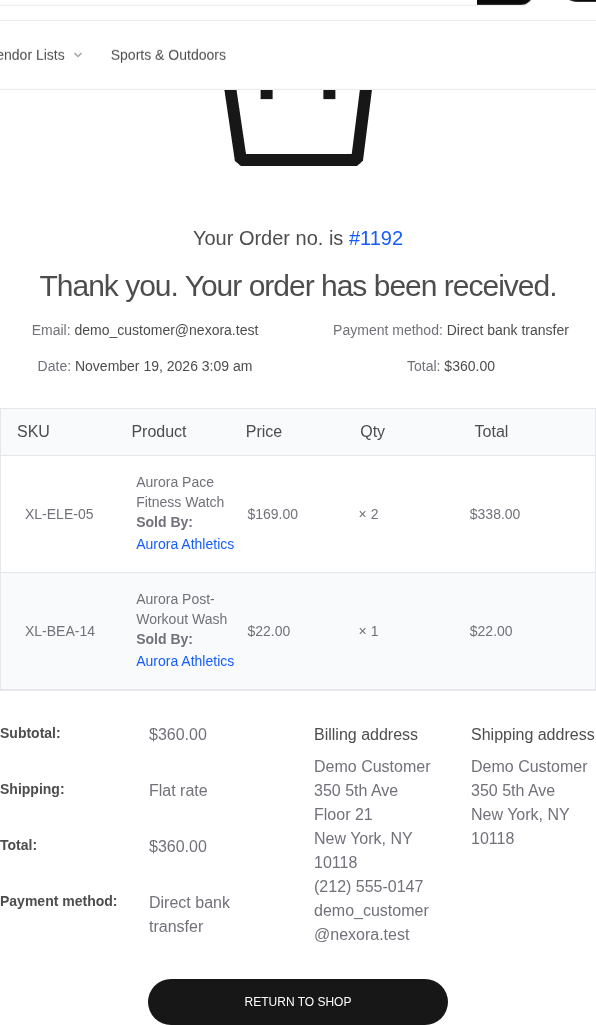 Sports & Outdoors
Your Order no. is #1192
Thank you. Your order has been received.
Email: demo_customer@nexora.test
Payment method: Direct bank transfer
Date: November 19, 2026 3:09 am
Total: $360.00
SKU Product Price Qty Total
Aurora Pace
Fitness Watch
Sold By:
Aurora Athletics
XL-ELE-05 $169.00 × 2 $338.00
Aurora Post-
Workout Wash
Sold By:
Aurora Athletics
XL-BEA-14 $22.00 × 1 $22.00
Subtotal: $360.00
Shipping: Flat rate
Total: $360.00
Payment method: Direct bank
transfer
Billing address
Demo Customer
350 5th Ave
Floor 21
New York, NY
10118
(212) 555-0147
demo_customer
@nexora.test
Shipping address
Demo Customer
350 5th Ave
New York, NY
10118
RETURN TO SHOP